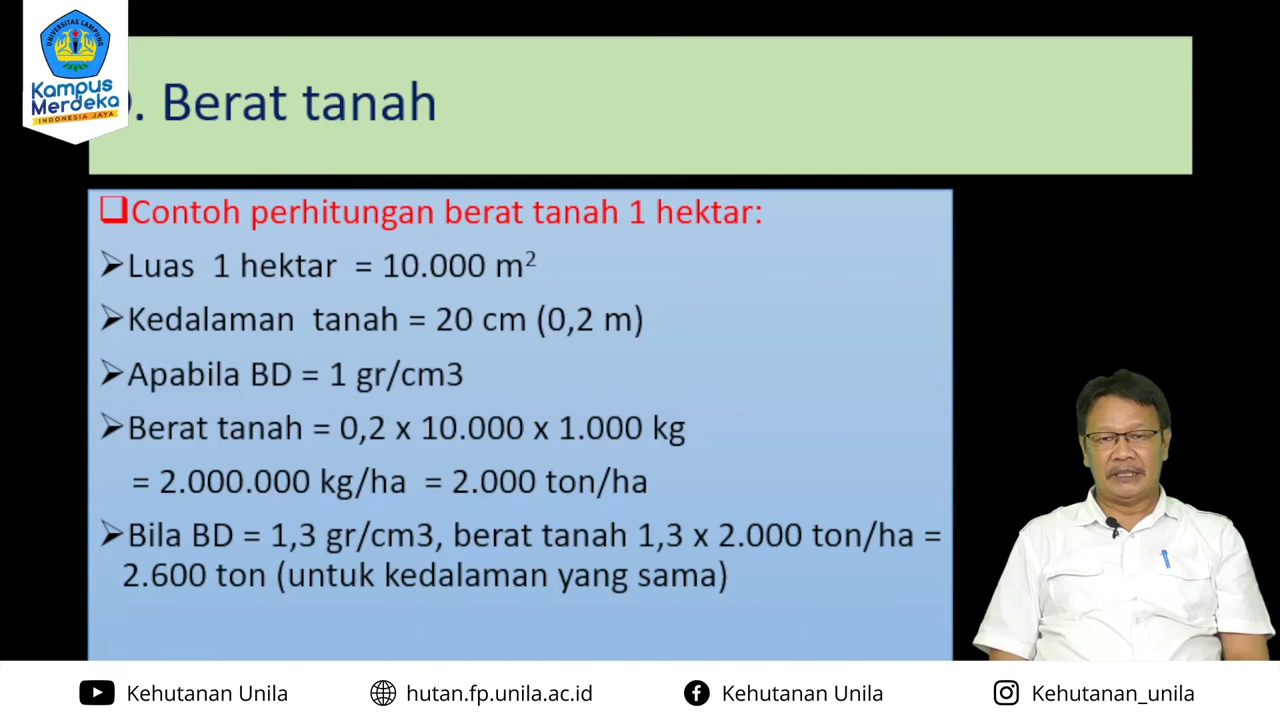 UNIVERSITAS LAMPUNG
Kampus
Merdeka
INDONESIA JAYA
. Berat tanah
Contoh perhitungan berat tanah 1 hektar:
Luas 1 hektar = 10.000 m²
Kedalaman tanah = 20 cm (0,2 m)
Apabila BD = 1 gr/cm3
Berat tanah = 0,2 x 10.000 x 1.000 kg
= 2.000.000 kg/ha = 2.000 ton/ha
Bila BD = 1,3 gr/cm3, berat tanah 1,3 x 2.000 ton/ha =
2.600 ton (untuk kedalaman yang sama)
Kehutanan Unila
hutan.fp.unila.ac.id
Kehutanan Unila
Kehutanan_unila